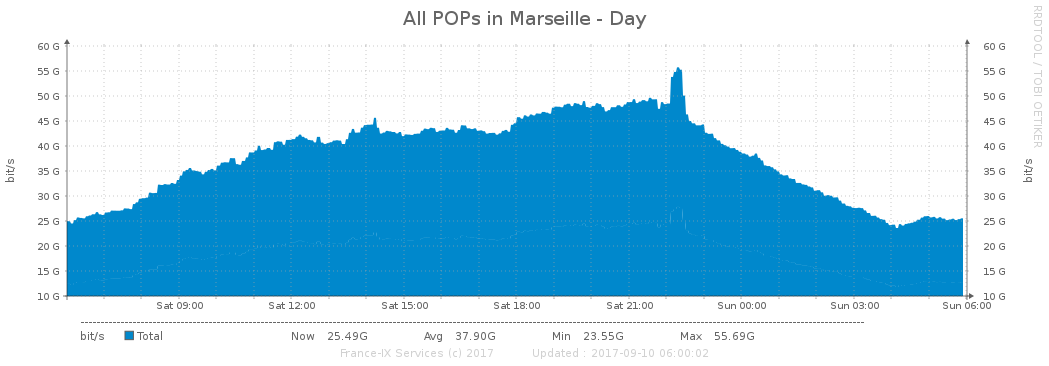 All POPs in Marseille - Day
RRDTOOL / TOBI OETIKER
bit/s
60 G
55 G
50 G
45 G
40 G
35 G
30 G
25 G
20 G
15 G
10 G
60 G
55 G
50 G
45 G
40 G
35 G
30 G
25 G
20 G
15 G
10 G
bit/s
Sat 09:00 Sat 12:00 Sat 15:00 Sat 18:00 Sat 21:00 Sun 00:00 Sun 03:00 Sun 06:00
bit/s Total Now 25.49G Avg 37.90G Min 23.55G Max 55.69G
France-IX Services (c) 2017 Updated : 2017-09-10 06:00:02